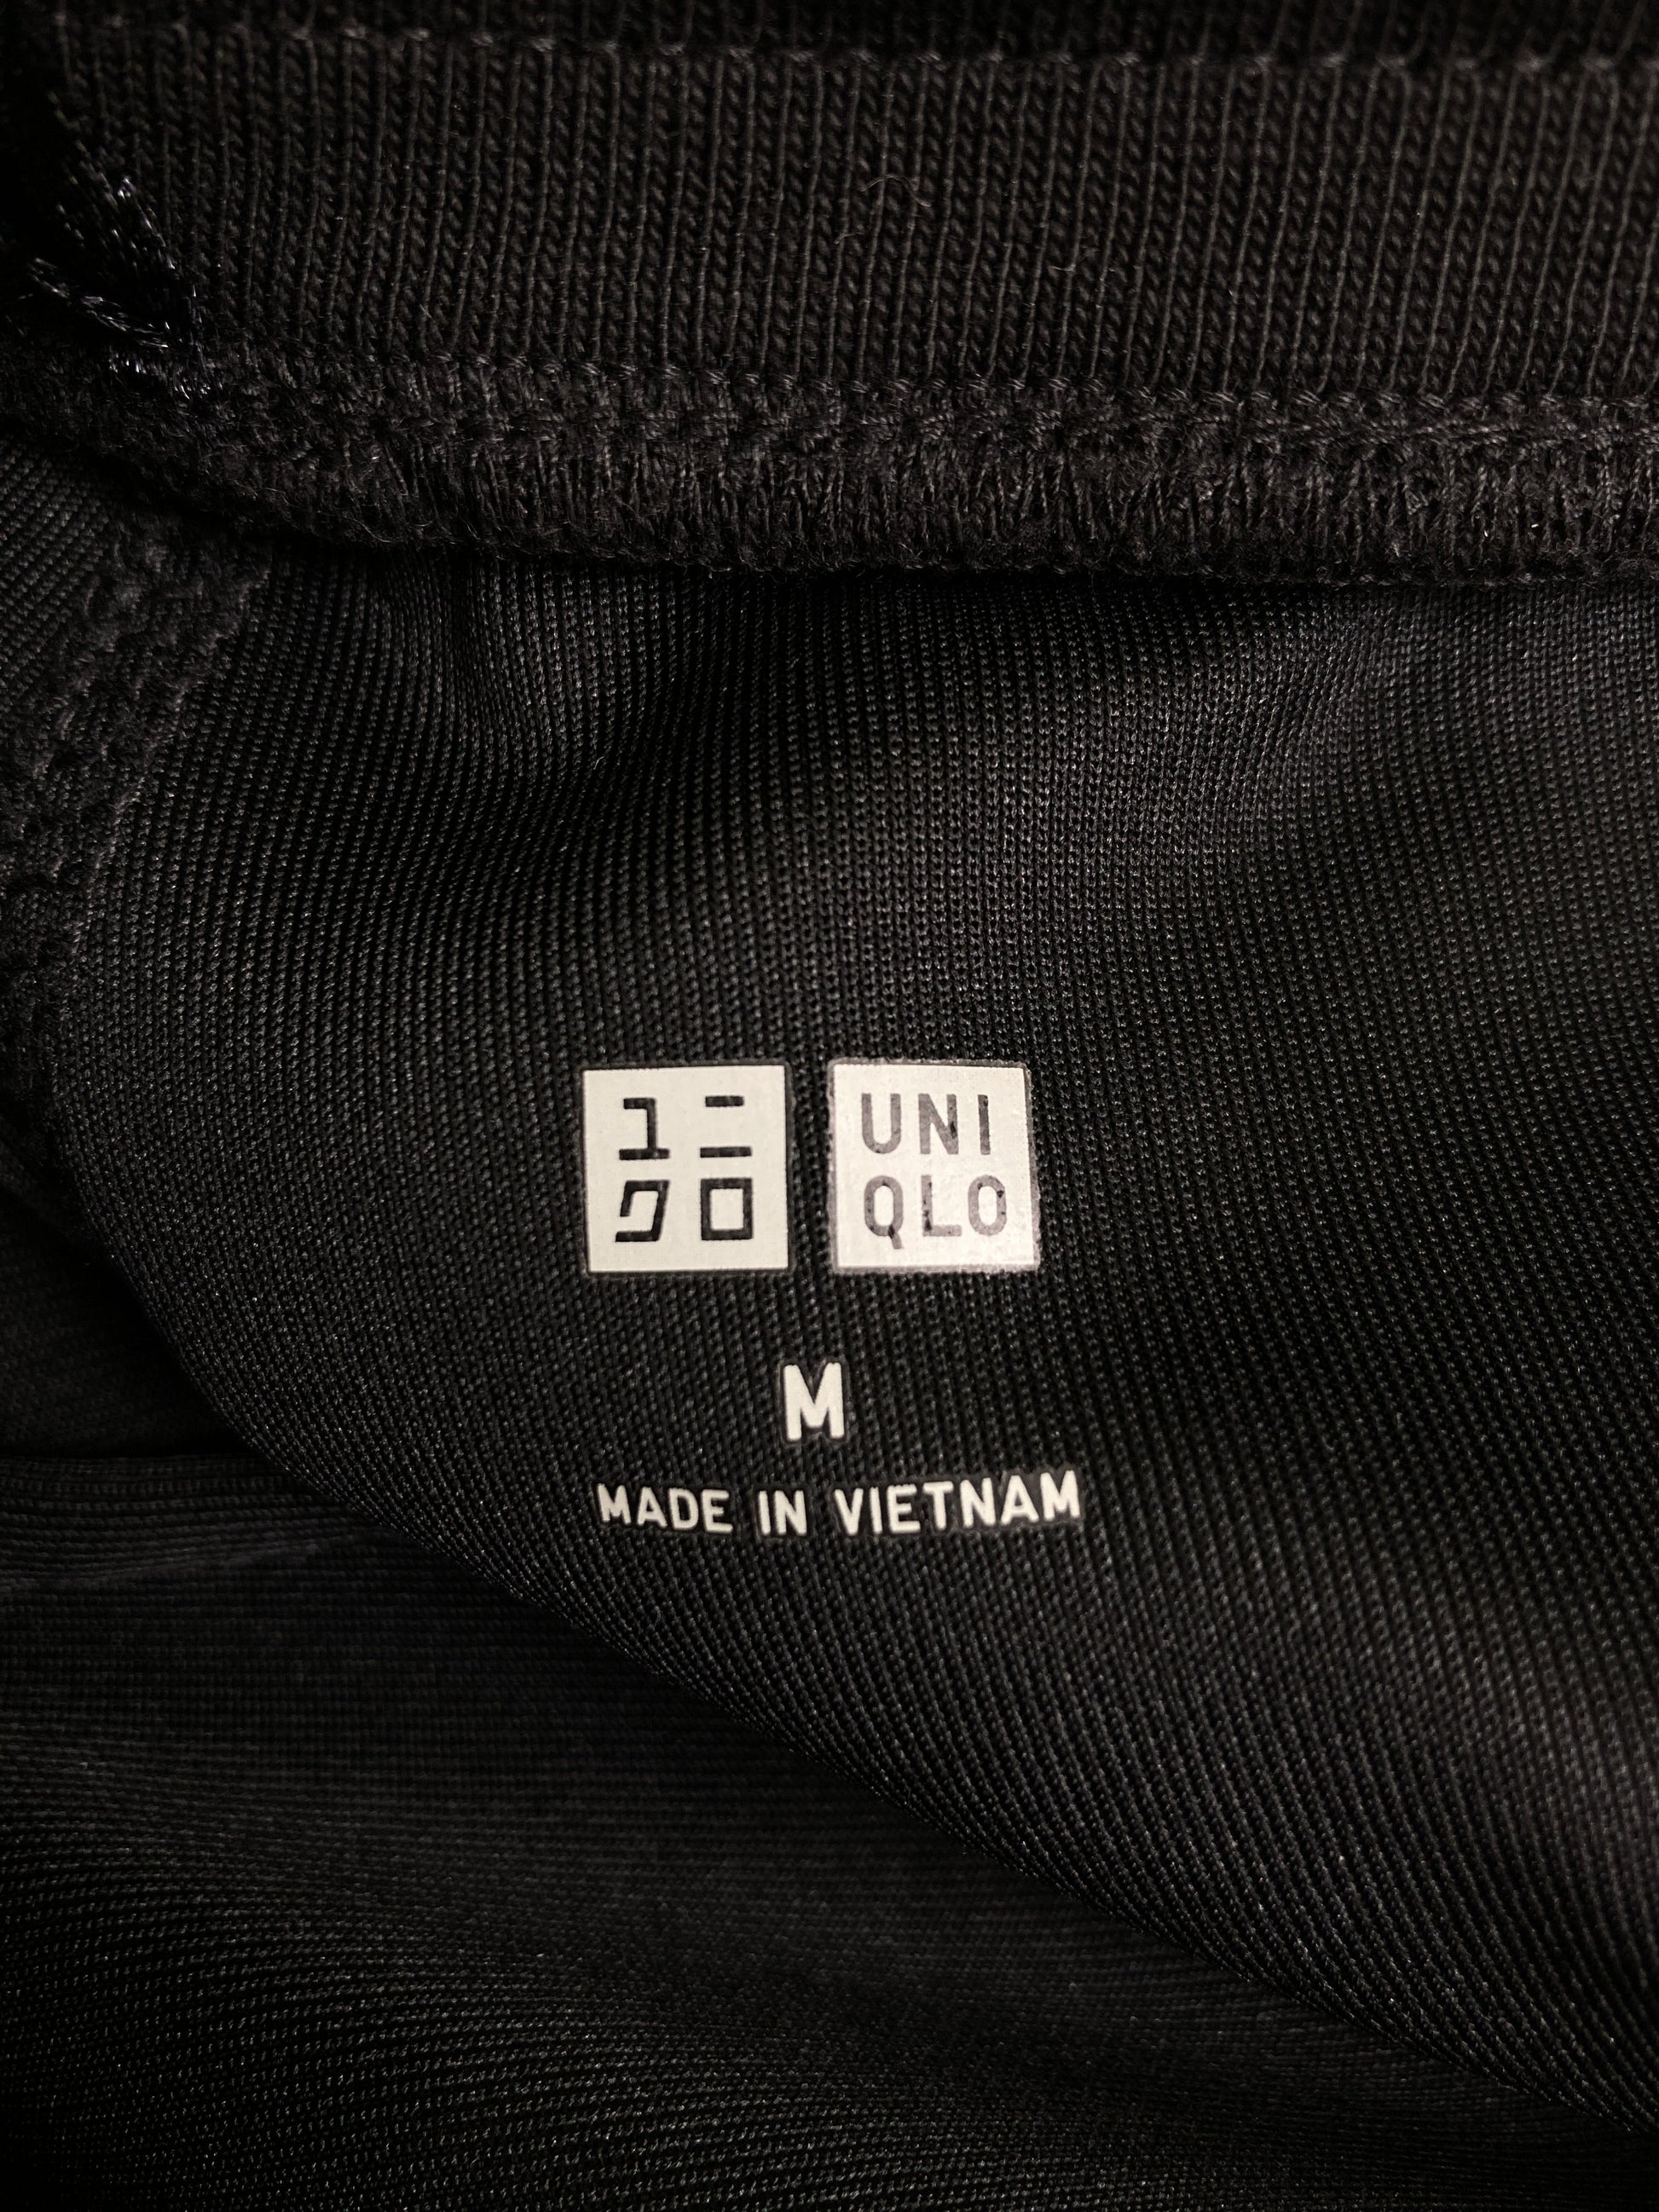 ユニ
クロ
UNI
QLO
M
MADE IN VIETNAM